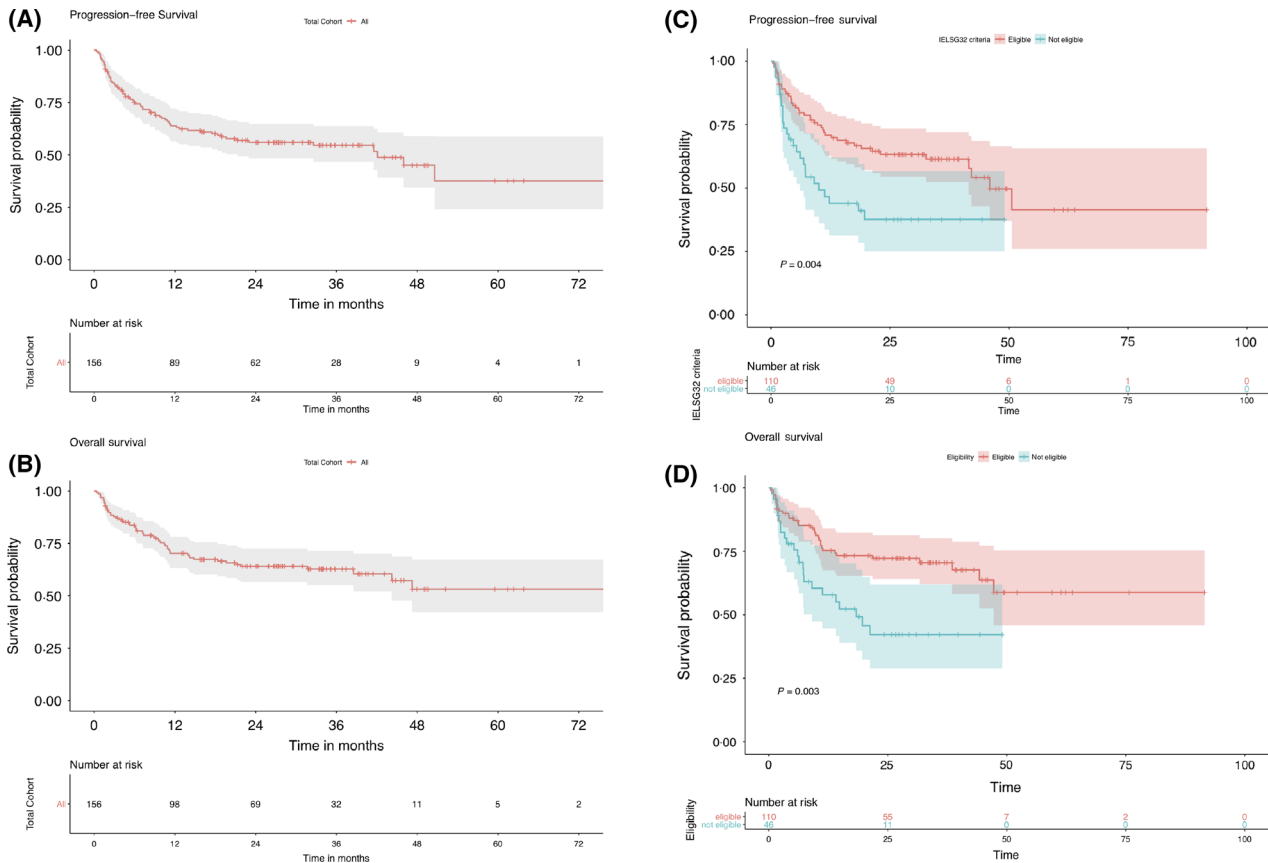 (A)
Progression-free Survival
Total Cohort All
1·00
0·75
0·50
0·25
0·00
Survival probability
0 12 24 36 48 60 72
Time in months
Number at risk
Total Cohort
All 156 89 62 28 9 4 1
0 12 24 36 48 60 72
Time in months
(B)
Overall survival
Total Cohort All
1·00
0·75
0·50
0·25
0·00
Survival probability
0 12 24 36 48 60 72
Time in months
Number at risk
Total Cohort
All 156 98 69 32 11 5 2
0 12 24 36 48 60 72
Time in months
(C)
Progression-free survival
IELSG32 criteria Eligible Not eligible
1·00
0·75
0·50
0·25
0·00
Survival probability
P = 0.004
0 25 50 75 100
Time
Number at risk
IELSG32 criteria
eligible 110 49 6 1 0
not eligible 46 10 0 0 0
0 25 50 75 100
Time
(D)
Overall survival
Eligibility Eligible Not eligible
1·00
0·75
0·50
0·25
0·00
Survival probability
P = 0.003
0 25 50 75 100
Time
Number at risk
Eligibility
eligible 110 55 7 2 0
not eligible 46 11 0 0 0
0 25 50 75 100
Time